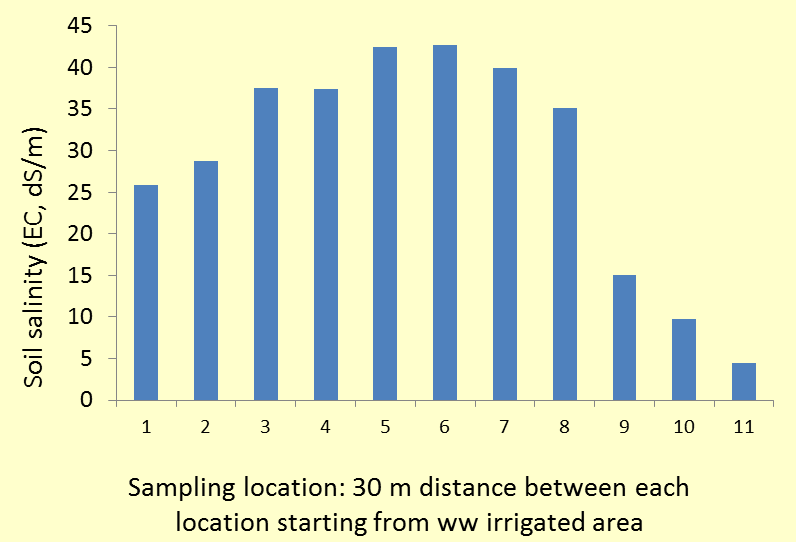 45
40
35
30
25
20
15
10
5
0
Soil salinity (EC, dS/m)
1 2 3 4 5 6 7 8 9 10 11
Sampling location: 30 m distance between each
location starting from ww irrigated area